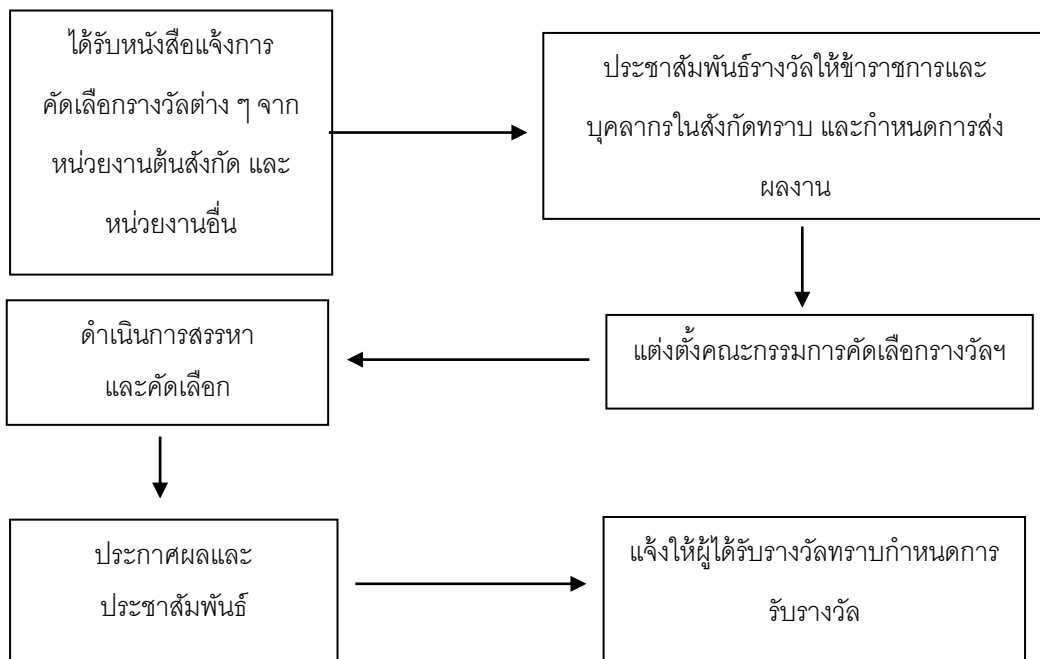 ได้รับหนังสือแจ้งการ
คัดเลือกรางวัลต่าง ๆ จาก
หน่วยงานต้นสังกัด และ
หน่วยงานอื่น
ประชาสัมพันธ์รางวัลให้ข้าราชการและ
บุคลากรในสังกัดทราบ และกำหนดการส่ง
ผลงาน
แต่งตั้งคณะกรรมการคัดเลือกรางวัลฯ
ดำเนินการสรรหา
และคัดเลือก
ประกาศผลและ
ประชาสัมพันธ์
แจ้งให้ผู้ได้รับรางวัลทราบกำหนดการ
รับรางวัล